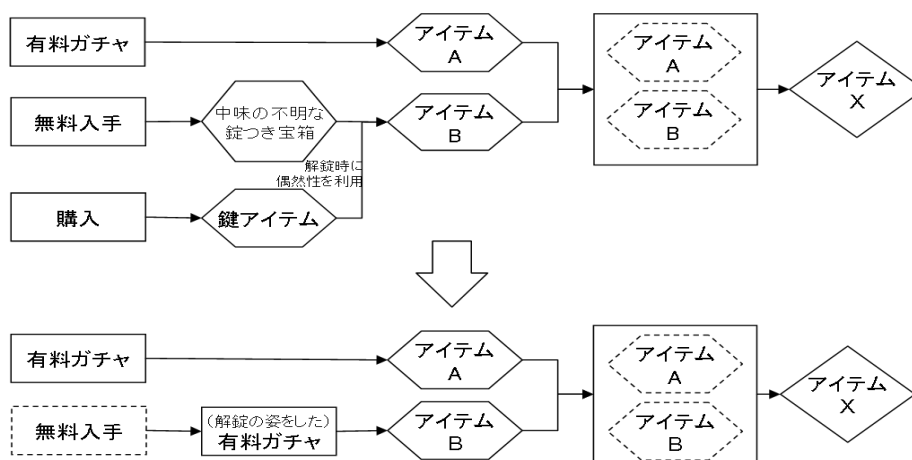 有料ガチャ
アイテム
A
アイテム
A
アイテム
X
無料入手
中味の不明な
錠つき宝箱
アイテム
B
アイテム
B
解錠時に
偶然性を利用
購入
鍵アイテム
有料ガチャ
アイテム
A
アイテム
A
アイテム
X
無料入手
(解錠の姿をした)
有料ガチャ
アイテム
B
アイテム
B